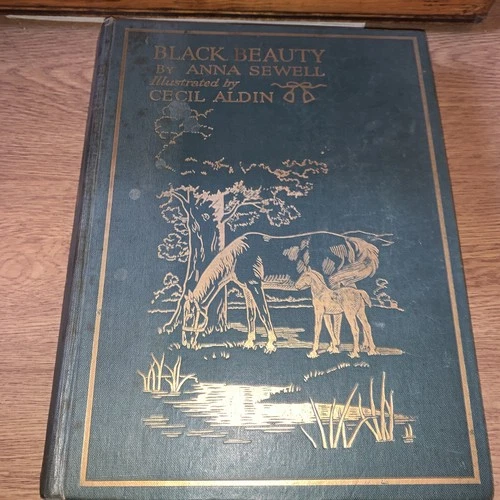 BLACK BEAUTY
BY ANNA SEWELL
Illustrated by
CECIL ALDIN